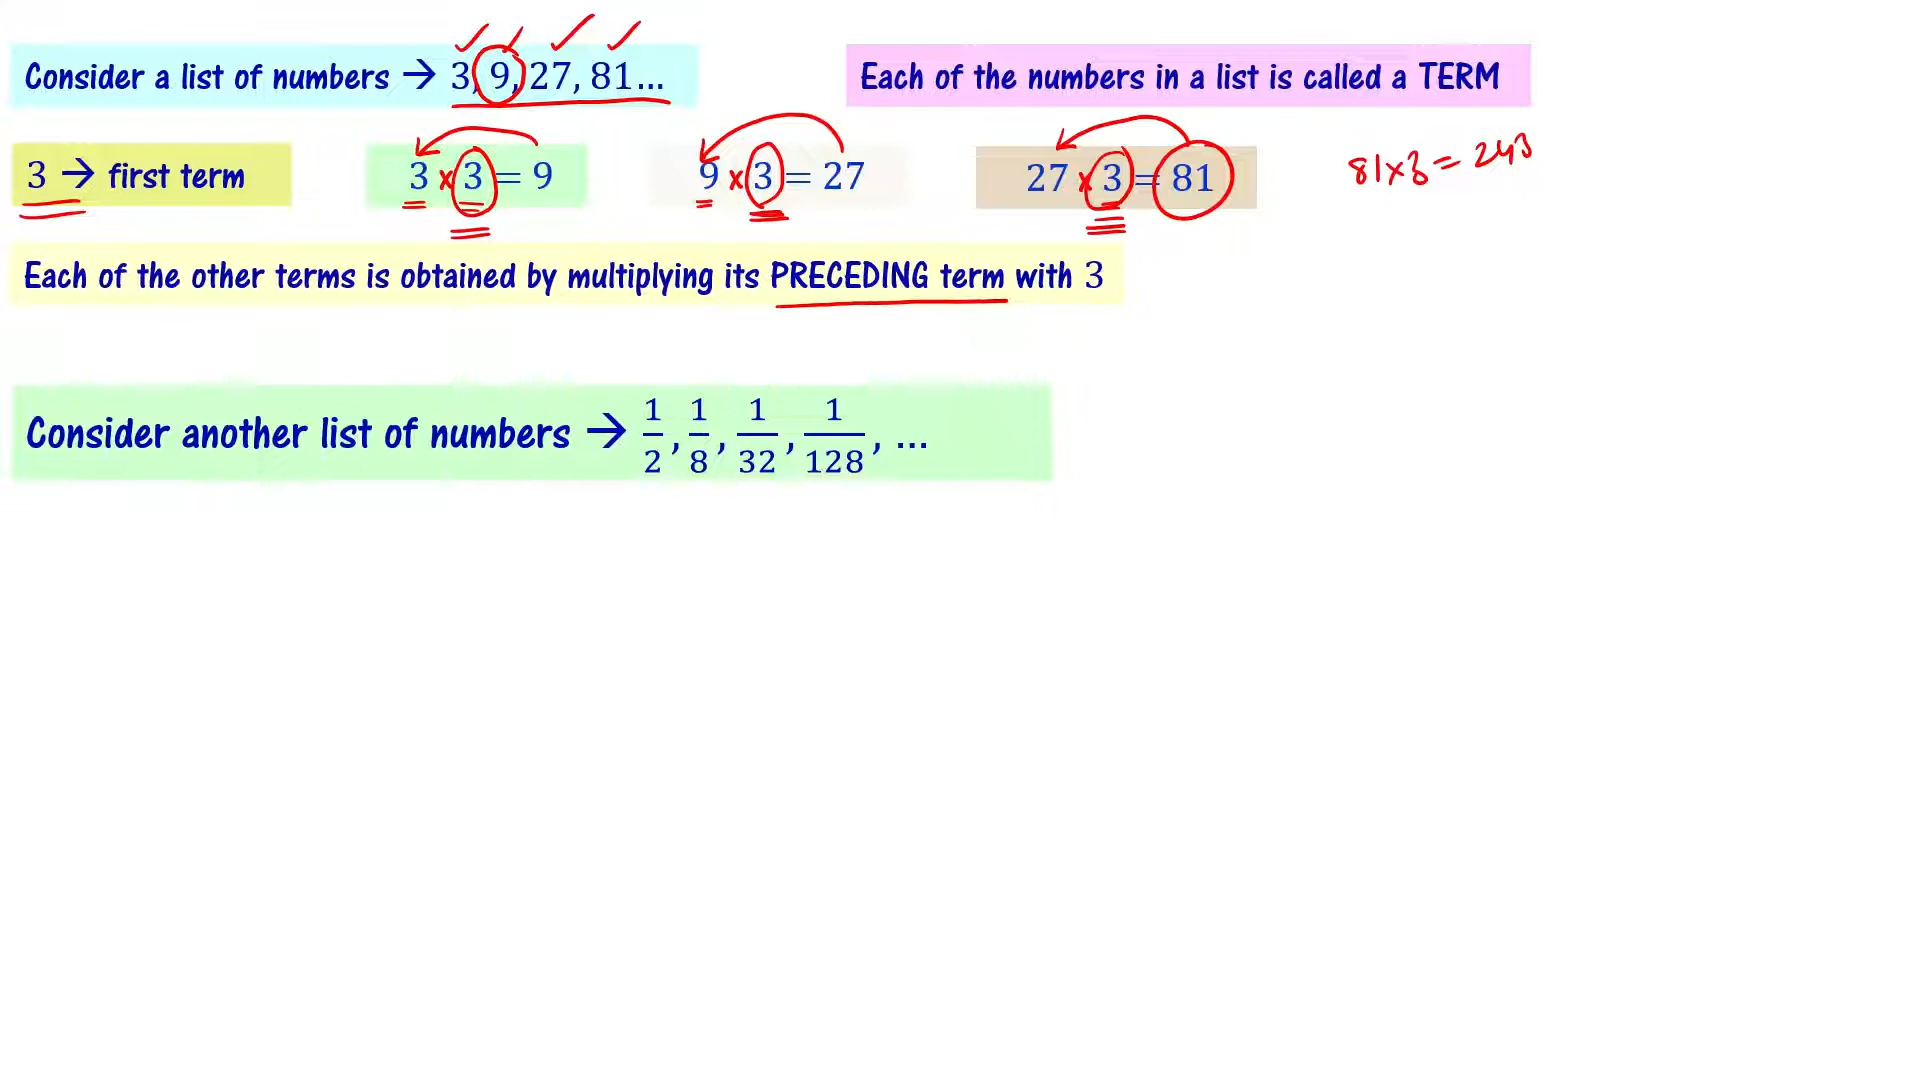 Consider a list of numbers → 3, 9, 27, 81...
Each of the numbers in a list is called a TERM
3 → first term
3 × 3 = 9
9 × 3 = 27
27 × 3 = 81
81×3 = 243
Each of the other terms is obtained by multiplying its PRECEDING term with 3
Consider another list of numbers → 1/2, 1/8, 1/32, 1/128, ...